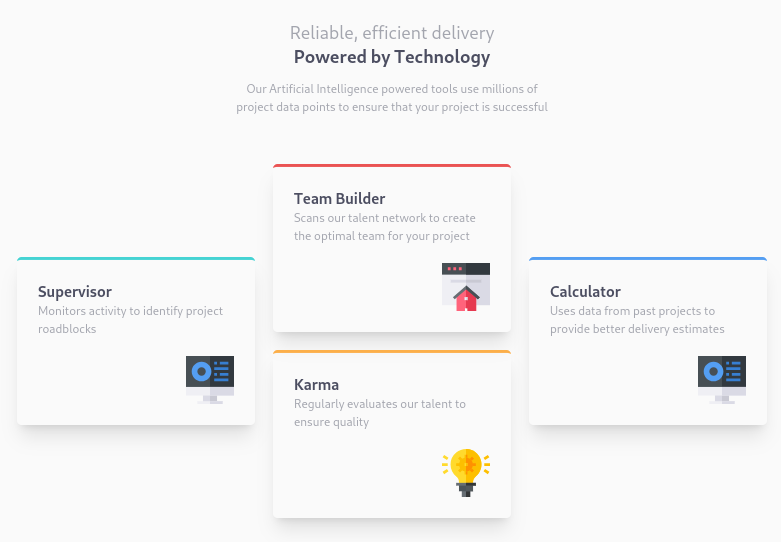 Reliable, efficient delivery
Powered by Technology
Our Artificial Intelligence powered tools use millions of
project data points to ensure that your project is successful
Supervisor
Monitors activity to identify project
roadblocks
Team Builder
Scans our talent network to create
the optimal team for your project
Karma
Regularly evaluates our talent to
ensure quality
Calculator
Uses data from past projects to
provide better delivery estimates